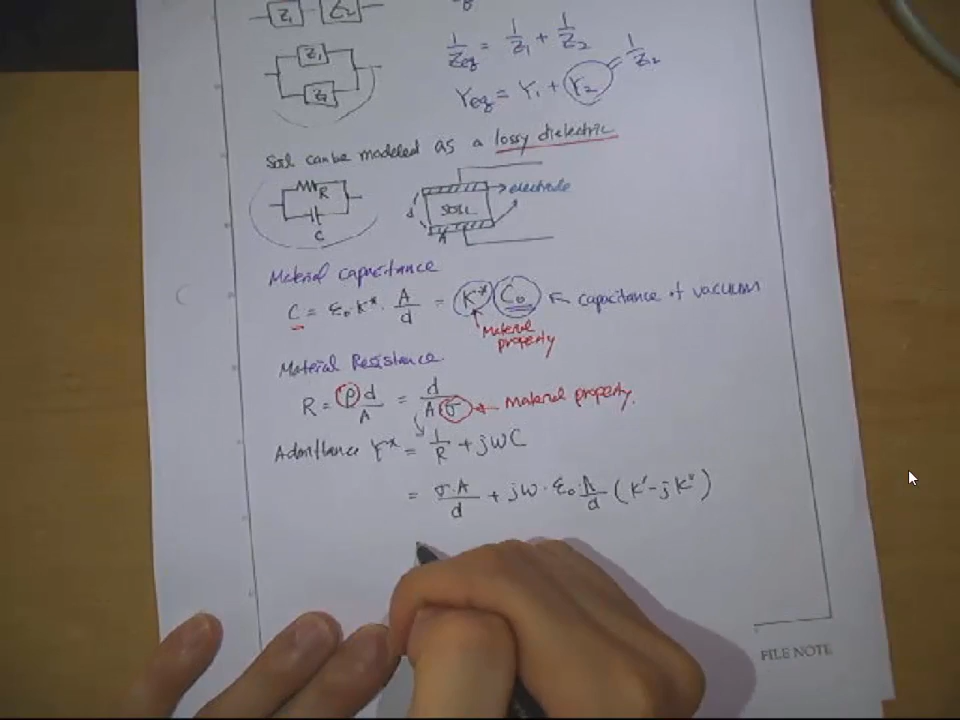 Z1 Z2
1/Zeq = 1/Z1 + 1/Z2
Z1
Z2
Yeq = Y1 + Y2 = 1/Z2
Soil can be modeled as a lossy dielectric
R
C
d
SOIL
A
electrode
Material capacitance
C = ε0 K* · A/d = K* C0 ← capacitance of vacuum
Material property
Material Resistance
R = ρ d/A = d/(A σ) ← Material property.
Admittance Y* = 1/R + jωC
= σ·A/d + jω · ε0 A/d (K' - jK")
FILE NOTE